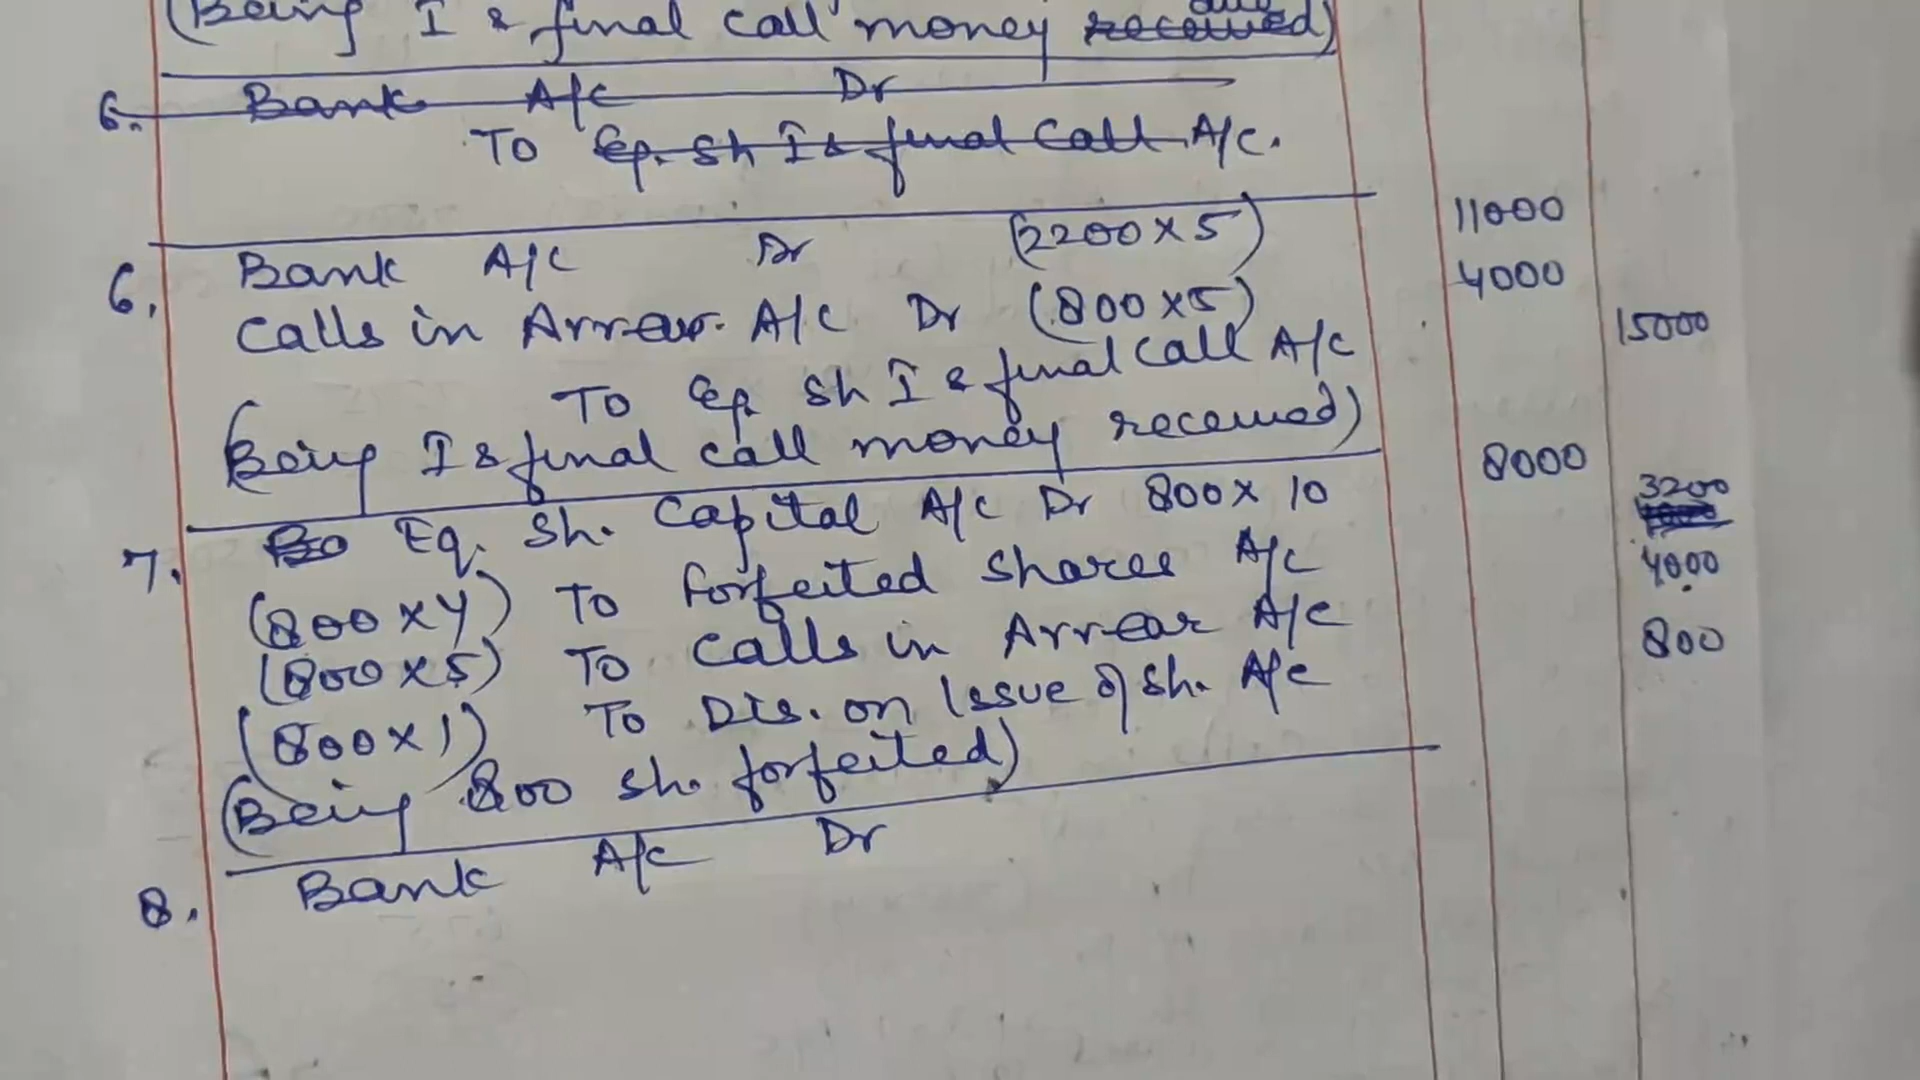 (Being I & final call money received)
6. Bank A/c Dr
To Eq. Sh I & final Call A/c.
6. Bank A/c Dr (2200 x 5) 11000
Calls in Arrear. A/c Dr (800 x 5) 4000
To Eq Sh I & final call A/c 15000
(Being I & final call money received)
7. Eq. Sh. Capital A/c Dr 800 x 10 8000
(800 x 4) To forfeited shares A/c 3200
(800 x 5) To calls in Arrear A/c 4000
(800 x 1) To Dis. on Issue of Sh. A/c 800
(Being 800 sh. forfeited)
8. Bank A/c Dr